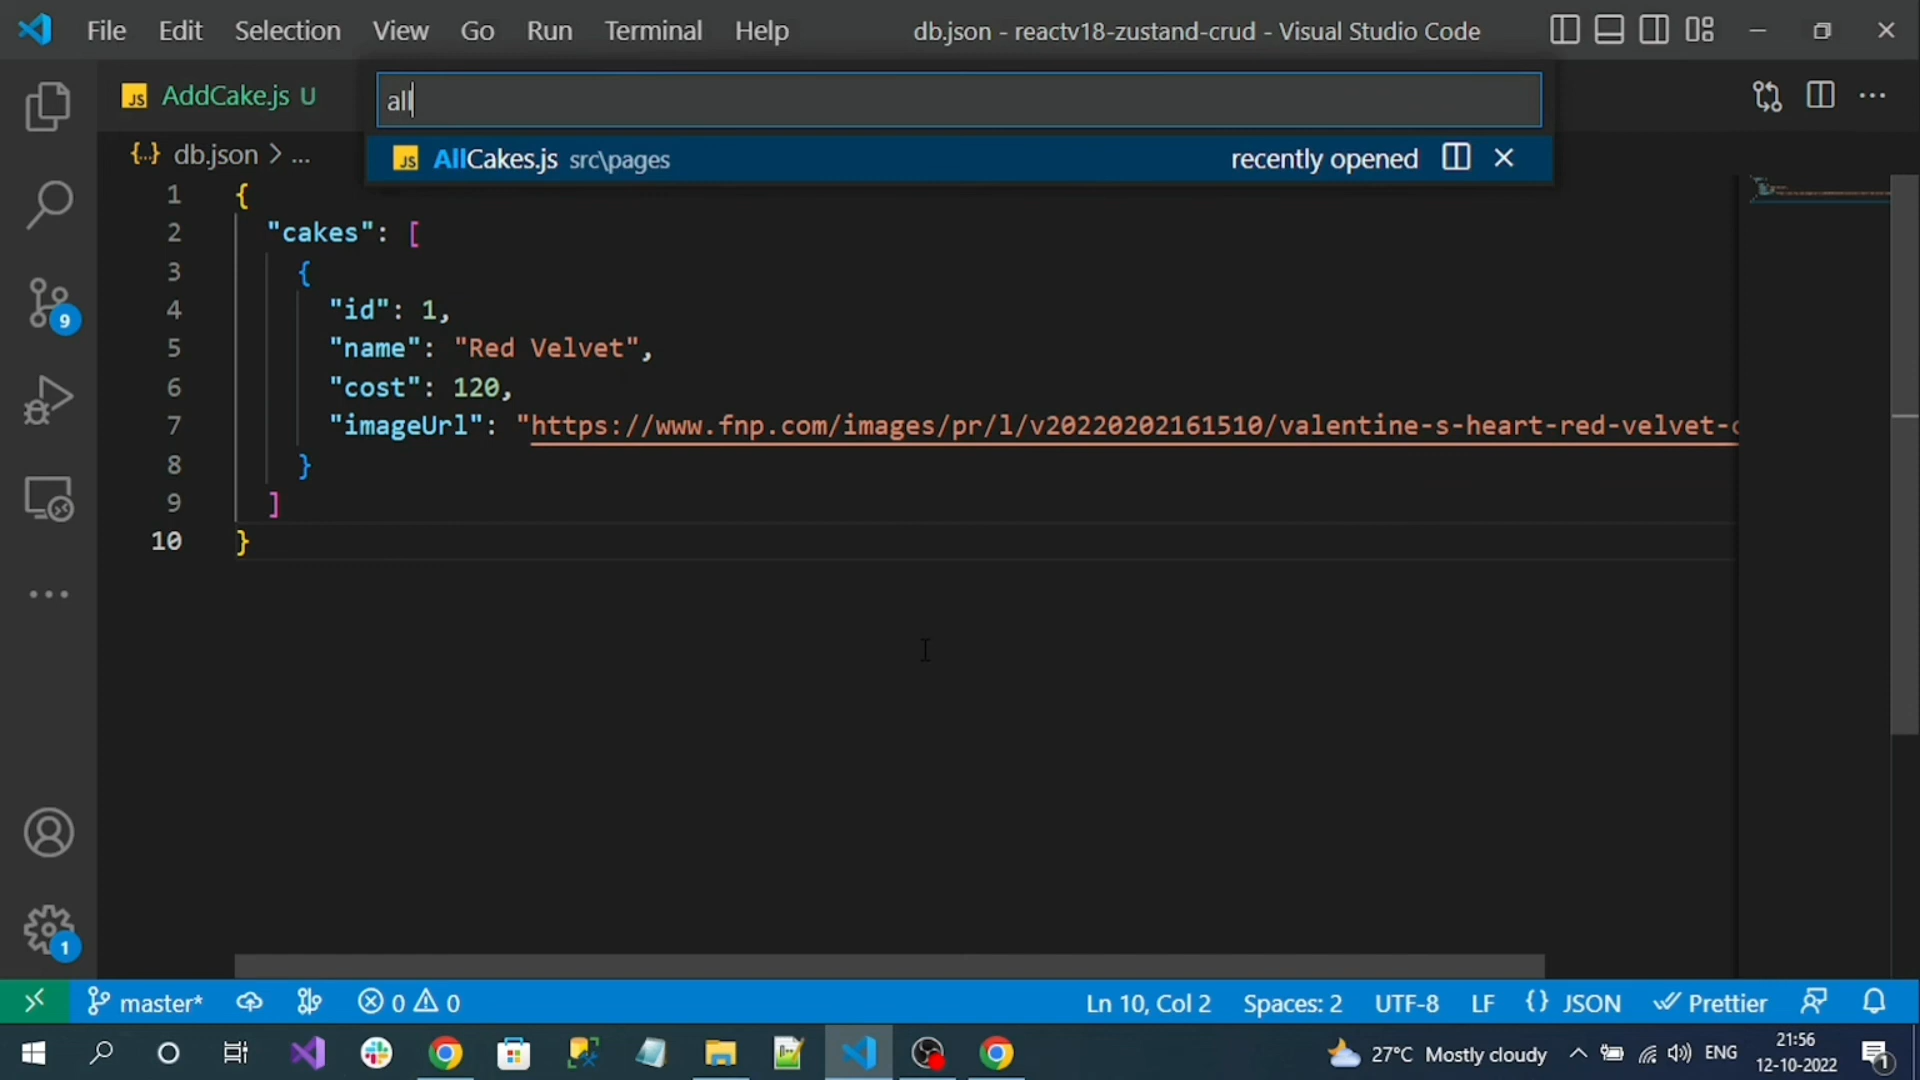 File Edit Selection View Go Run Terminal Help db.json - reactv18-zustand-crud - Visual Studio Code
JS AddCake.js U
all
{..} db.json > ...
JS AllCakes.js src\pages recently opened
1 {
2 "cakes": [
3 {
4 "id": 1,
5 "name": "Red Velvet",
6 "cost": 120,
7 "imageUrl": "https://www.fnp.com/images/pr/l/v20220202161510/valentine-s-heart-red-velvet-c
8 }
9 ]
10 }
9
1
master* 0 0 Ln 10, Col 2 Spaces: 2 UTF-8 LF {} JSON Prettier
27°C Mostly cloudy ENG 21:56
12-10-2022 1